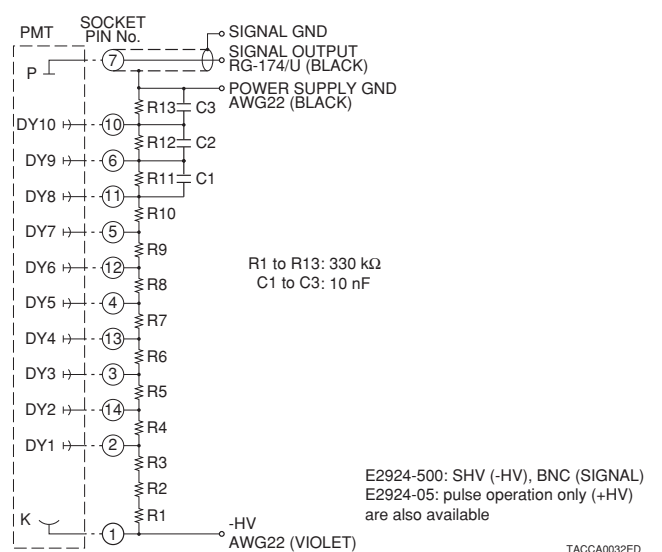 PMT
SOCKET
PIN No.
SIGNAL GND
7
SIGNAL OUTPUT
RG-174/U (BLACK)
P
POWER SUPPLY GND
AWG22 (BLACK)
R13 C3
DY10 10
R12 C2
DY9 6
R11 C1
DY8 11
R10
DY7 5
R9
DY6 12
R8
DY5 4
R7
DY4 13
R6
DY3 3
R5
DY2 14
R4
DY1 2
R3
R2
R1
K
1
-HV
AWG22 (VIOLET)
R1 to R13: 330 kΩ
C1 to C3: 10 nF
E2924-500: SHV (-HV), BNC (SIGNAL)
E2924-05: pulse operation only (+HV)
are also available
TACCA0032ED